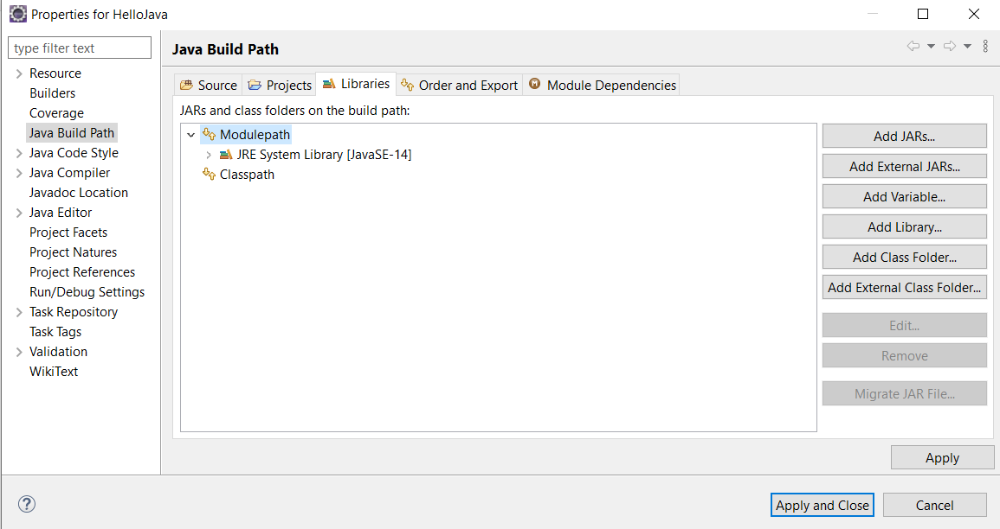 Properties for HelloJava
type filter text
Resource
Builders
Coverage
Java Build Path
Java Code Style
Java Compiler
Javadoc Location
Java Editor
Project Facets
Project Natures
Project References
Run/Debug Settings
Task Repository
Task Tags
Validation
WikiText
Java Build Path
Source Projects Libraries Order and Export Module Dependencies
JARs and class folders on the build path:
Modulepath
JRE System Library [JavaSE-14]
Classpath
Add JARs...
Add External JARs...
Add Variable...
Add Library...
Add Class Folder...
Add External Class Folder...
Edit...
Remove
Migrate JAR File...
Apply
?
Apply and Close Cancel